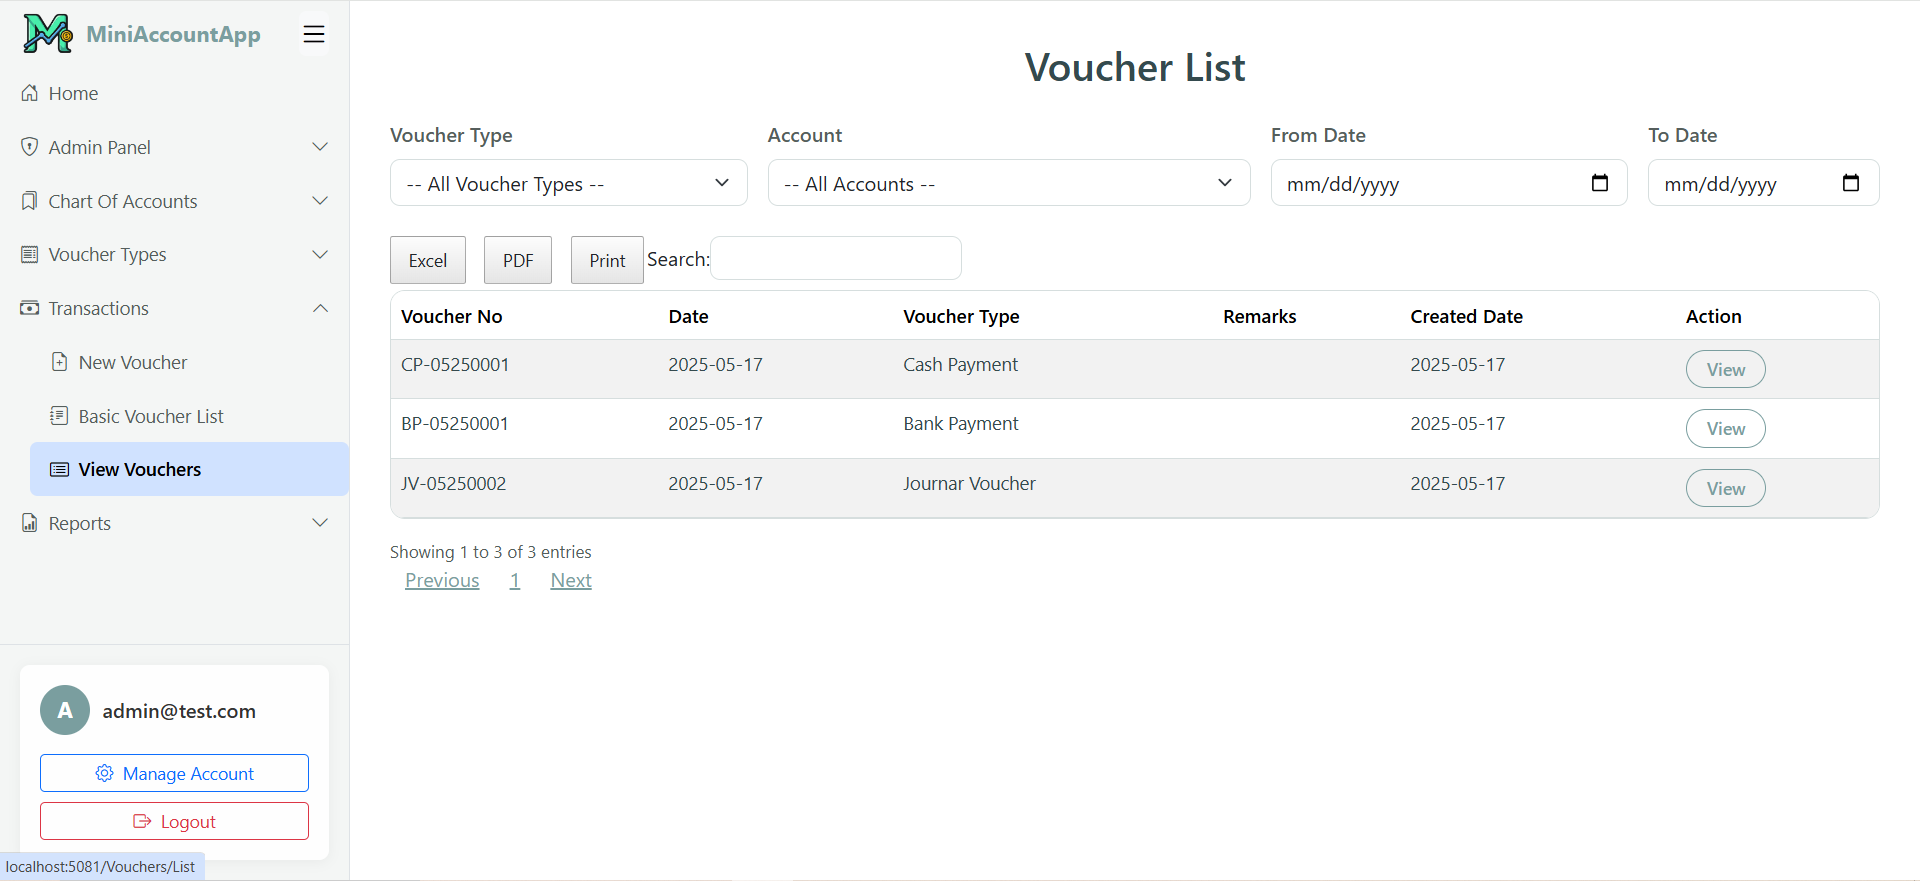 MiniAccountApp
Home
Admin Panel
Chart Of Accounts
Voucher Types
Transactions
New Voucher
Basic Voucher List
View Vouchers
Reports
A admin@test.com
Manage Account
Logout
localhost:5081/Vouchers/List
Voucher List
Voucher Type Account From Date To Date
-- All Voucher Types -- -- All Accounts -- mm/dd/yyyy mm/dd/yyyy
Excel PDF Print Search:
Voucher No Date Voucher Type Remarks Created Date Action
CP-05250001 2025-05-17 Cash Payment 2025-05-17 View
BP-05250001 2025-05-17 Bank Payment 2025-05-17 View
JV-05250002 2025-05-17 Journar Voucher 2025-05-17 View
Showing 1 to 3 of 3 entries
Previous 1 Next